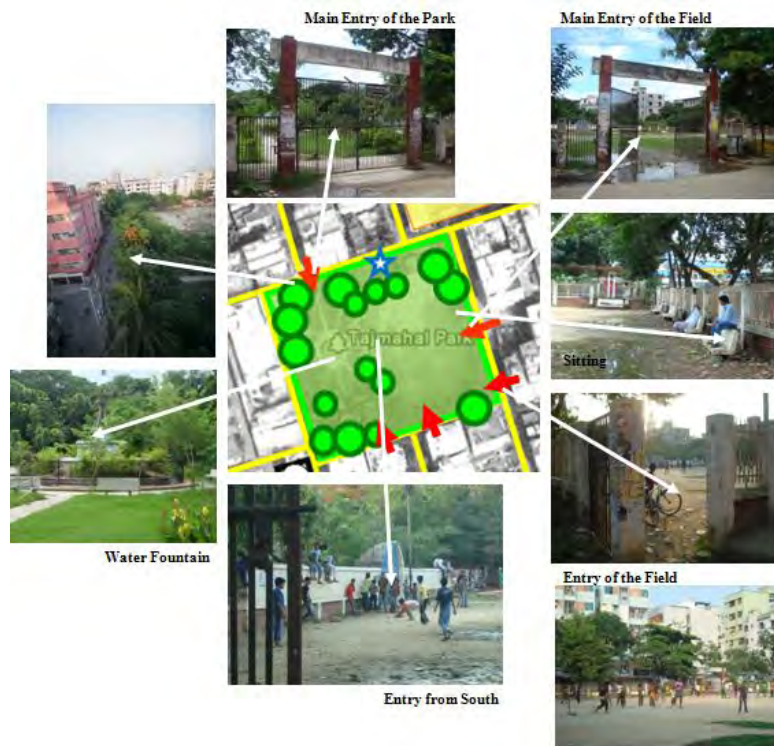 Main Entry of the Park
Main Entry of the Field
Tajmahal Park
Sitring
Water Fountain
Entry of the Field
Entry from South